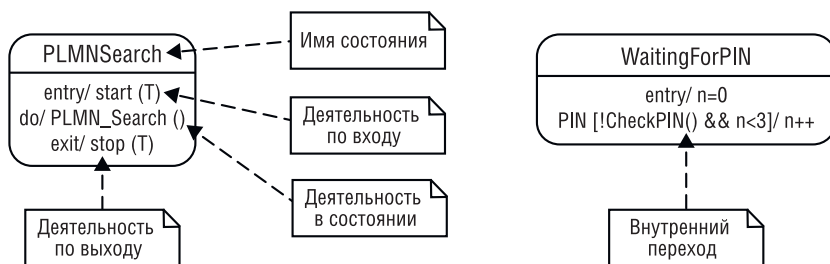 PLMNSearch
entry/ start (T)
do/ PLMN_Search ()
exit/ stop (T)
Имя состояния
Деятельность
по входу
Деятельность
в состоянии
Деятельность
по выходу
WaitingForPIN
entry/ n=0
PIN [!CheckPIN() && n<3]/ n++
Внутренний
переход